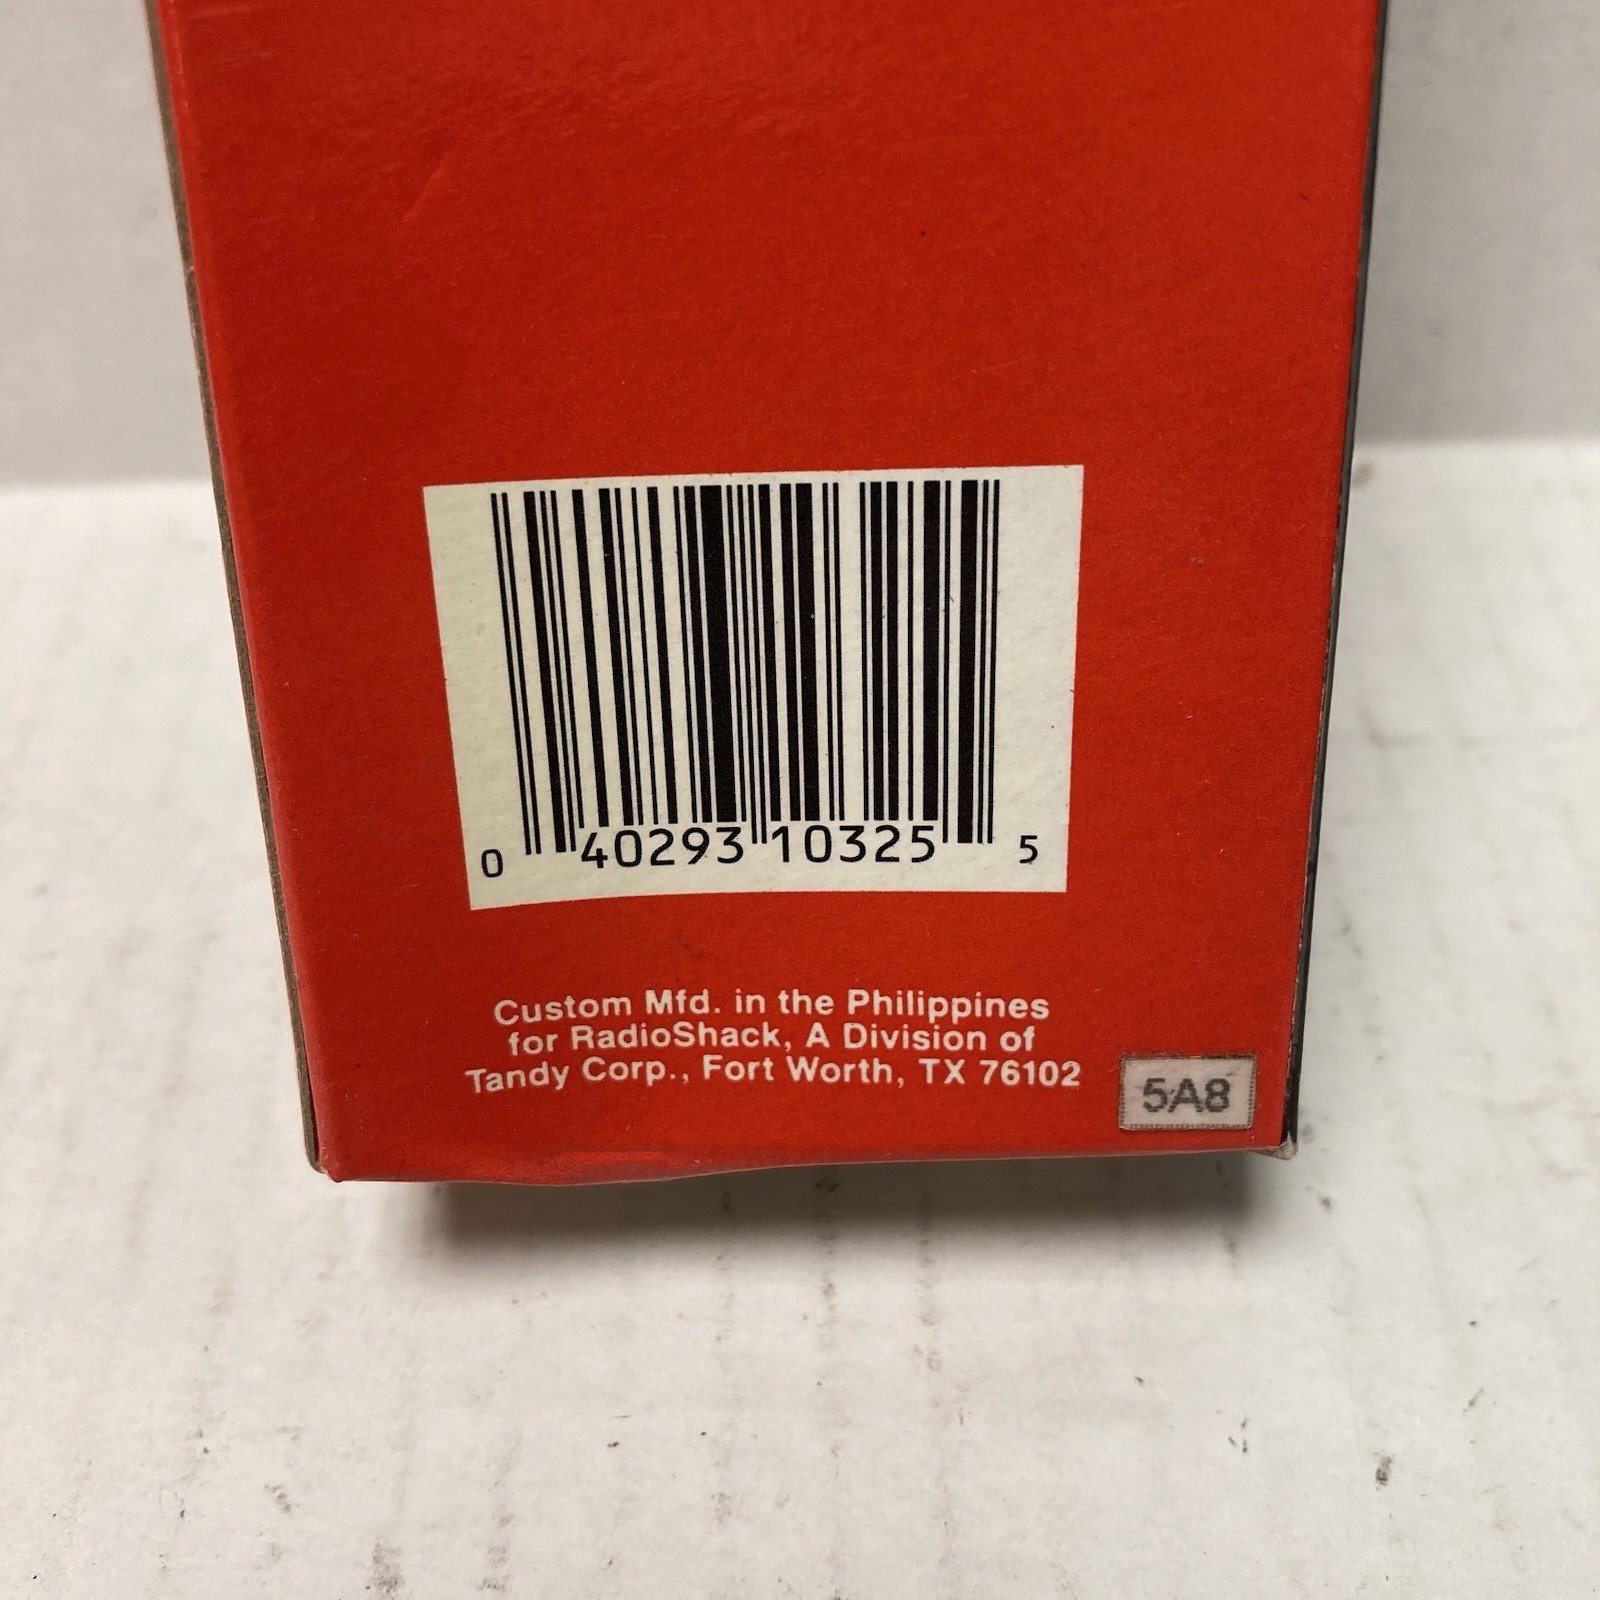 0 40293 10325 5
Custom Mfd. in the Philippines
for RadioShack, A Division of
Tandy Corp., Fort Worth, TX 76102
5A8